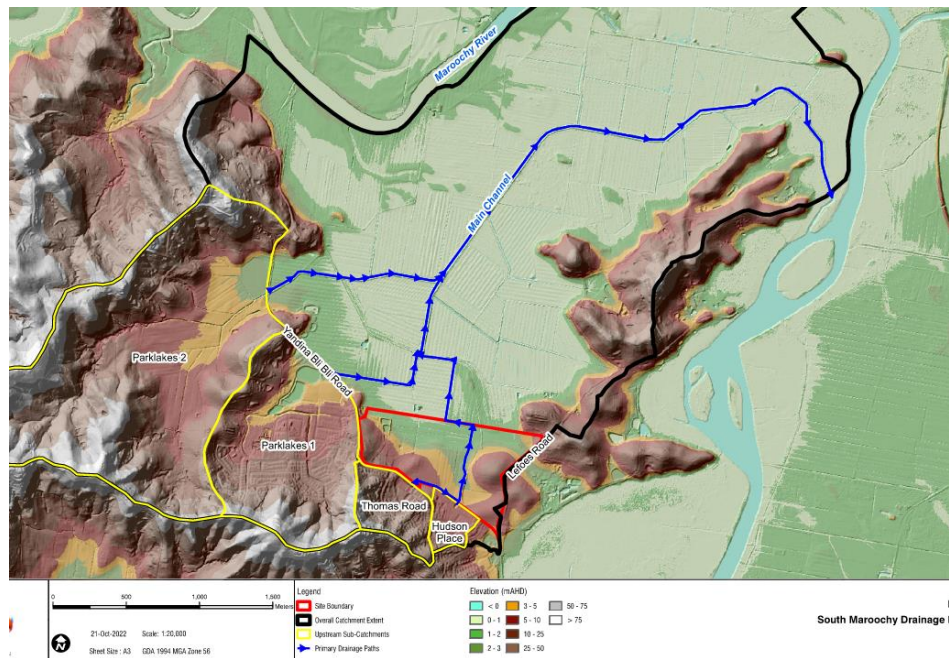 Maroochy River
Main Channel
Parklakes 2
Yandina Bli Bli Road
Parklakes 1
Lefoes Road
Thomas Road
Hudson
Place
0
500
1,000
1,500
Meters
N
21-Oct-2022
Scale: 1:20,000
Sheet Size : A3
GDA 1994 MGA Zone 56
Legend
Site Boundary
Overall Catchment Extent
Upstream Sub-Catchments
Primary Drainage Paths
Elevation (mAHD)
< 0
0 - 1
1 - 2
2 - 3
3 - 5
5 - 10
10 - 25
25 - 50
50 - 75
> 75
South Maroochy Drainage